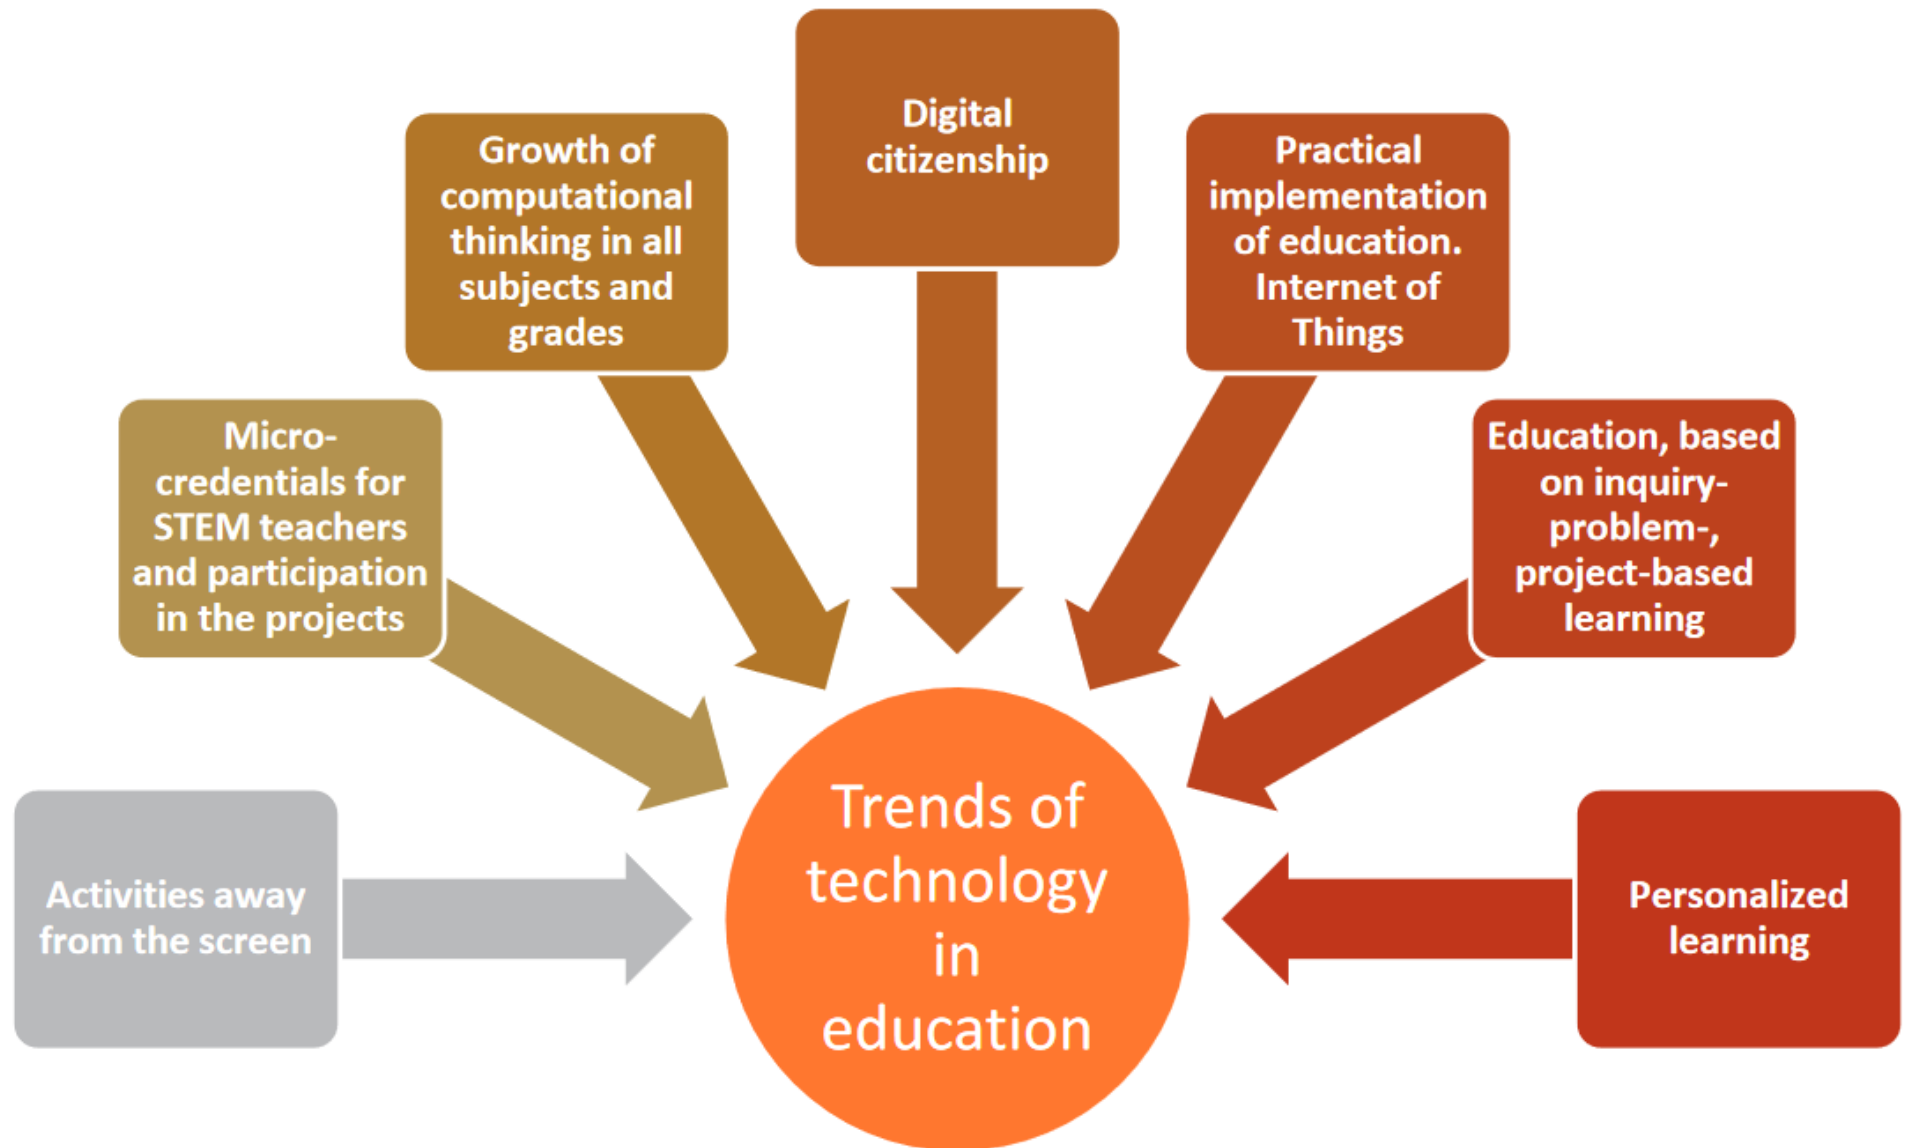 Digital
citizenship
Growth of
computational
thinking in all
subjects and
grades
Practical
implementation
of education.
Internet of
Things
Micro-
credentials for
STEM teachers
and participation
in the projects
Education, based
on inquiry-
problem-,
project-based
learning
Activities away
from the screen
Trends of
technology
in
education
Personalized
learning